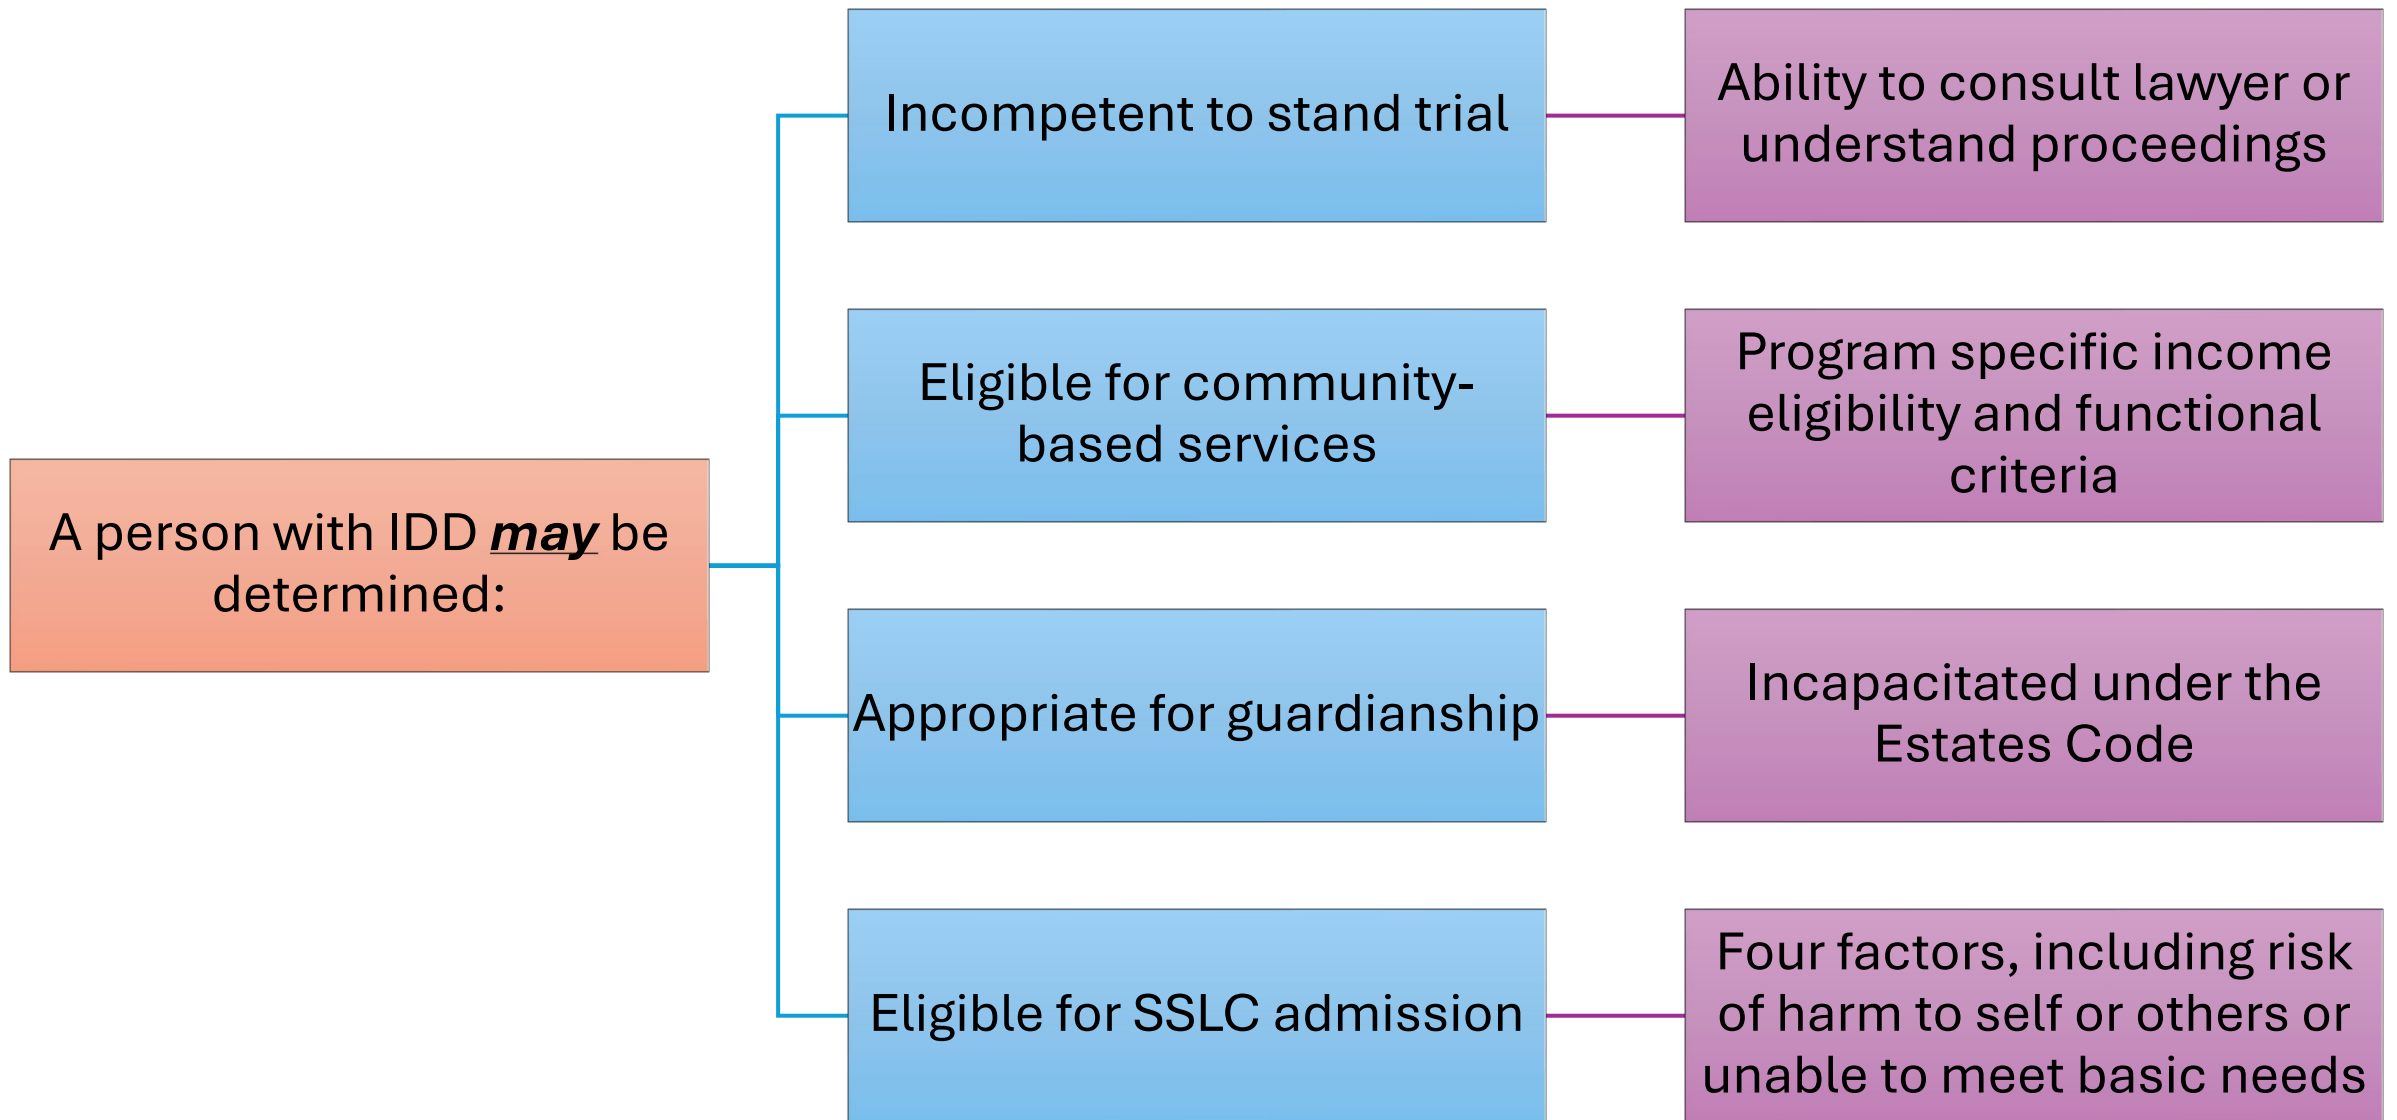 A person with IDD may be
determined:
Incompetent to stand trial
Ability to consult lawyer or
understand proceedings
Eligible for community-
based services
Program specific income
eligibility and functional
criteria
Appropriate for guardianship
Incapacitated under the
Estates Code
Eligible for SSLC admission
Four factors, including risk
of harm to self or others or
unable to meet basic needs